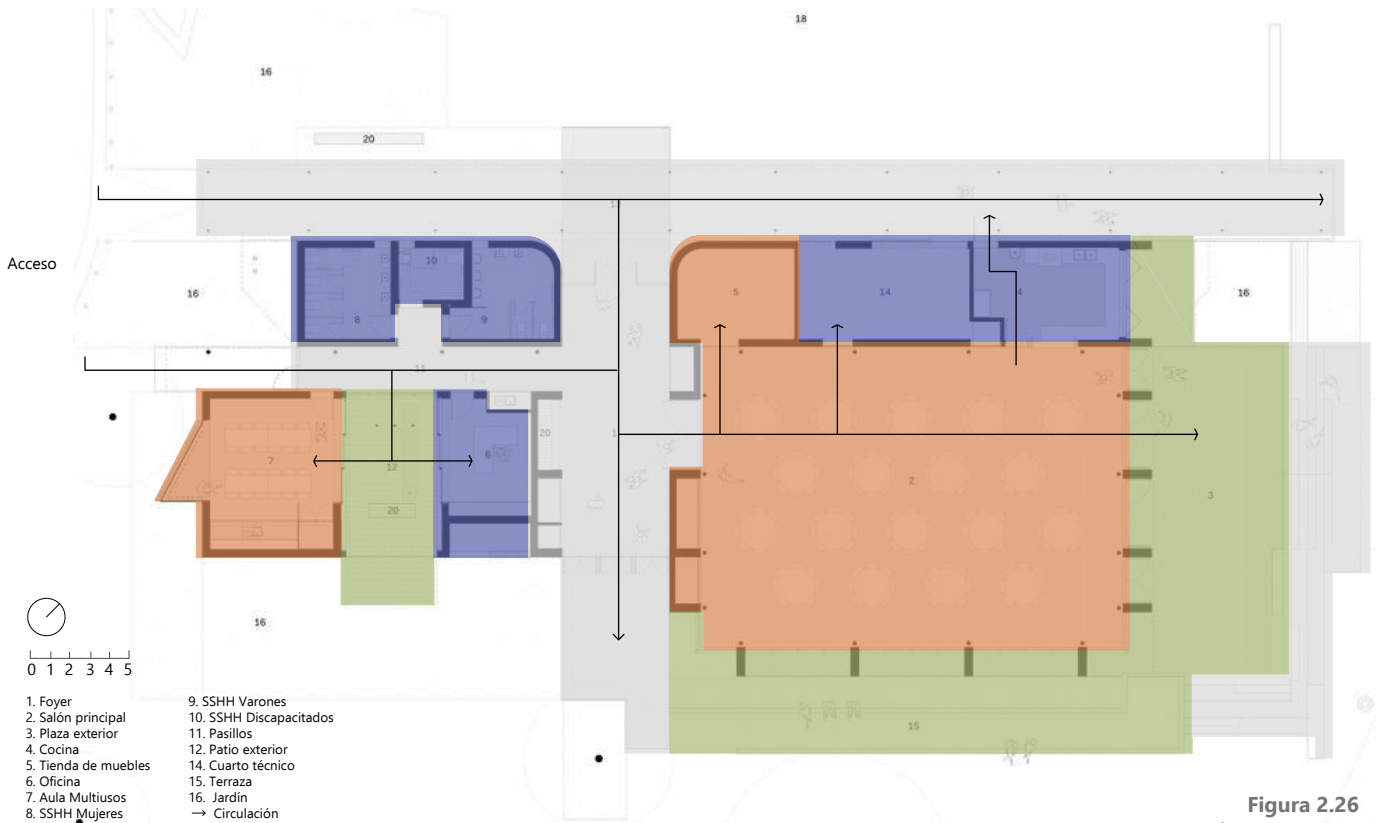 18
16
20
11
Acceso
10
16
5
14
4
16
8
9
11
20
1
7
12
6
2
3
20
16
15
0 1 2 3 4 5
1. Foyer
2. Salón principal
3. Plaza exterior
4. Cocina
5. Tienda de muebles
6. Oficina
7. Aula Multiusos
8. SSHH Mujeres
9. SSHH Varones
10. SSHH Discapacitados
11. Pasillos
12. Patio exterior
14. Cuarto técnico
15. Terraza
16. Jardín
→ Circulación
Figura 2.26